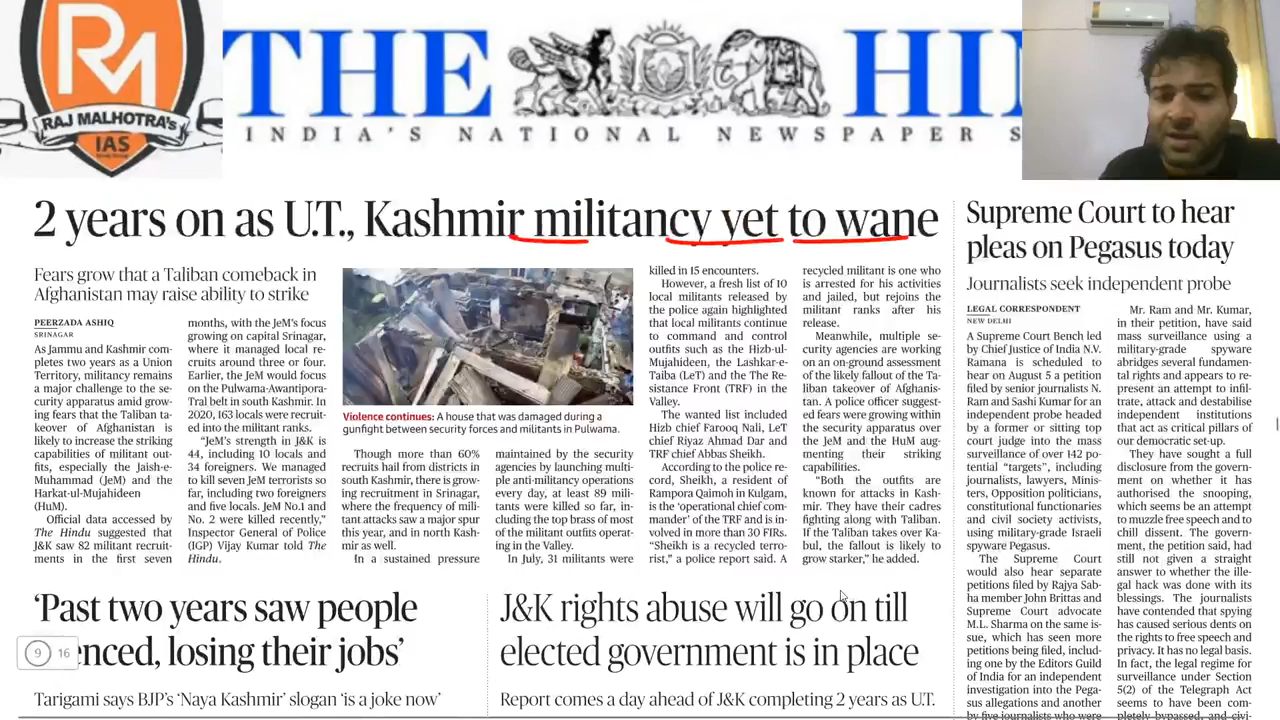 RM
RAJ MALHOTRA'S
IAS
THE HI
INDIA'S NATIONAL NEWSPAPER S
2 years on as U.T., Kashmir militancy yet to wane
Fears grow that a Taliban comeback in
Afghanistan may raise ability to strike
PEERZADA ASHIQ
SRINAGAR
As Jammu and Kashmir com-
pletes two years as a Union
Territory, militancy remains
a major challenge to the se-
curity apparatus amid grow-
ing fears that the Taliban ta-
keover of Afghanistan is
likely to increase the striking
capabilities of militant out-
fits, especially the Jaish-e-
Muhammad (JeM) and the
Harkat-ul-Mujahideen
(HuM).
Official data accessed by
The Hindu suggested that
J&K saw 82 militant recruit-
ments in the first seven
months, with the JeM's focus
growing on capital Srinagar,
where it managed local re-
cruits around three or four.
Earlier, the JeM would focus
on the Pulwama-Awantipora-
Tral belt in south Kashmir. In
2020, 163 locals were recruit-
ed into the militant ranks.
“JeM's strength in J&K is
44, including 10 locals and
34 foreigners. We managed
to kill seven JeM terrorists so
far, including two foreigners
and five locals. JeM No.1 and
No. 2 were killed recently,”
Inspector General of Police
(IGP) Vijay Kumar told The
Hindu.
Violence continues: A house that was damaged during a
gunfight between security forces and militants in Pulwama.
Though more than 60%
recruits hail from districts in
south Kashmir, there is grow-
ing recruitment in Srinagar,
where the frequency of mili-
tant attacks saw a major spur
this year, and in north Kash-
mir as well.
In a sustained pressure
maintained by the security
agencies by launching multi-
ple anti-militancy operations
every day, at least 89 mili-
tants were killed so far, in-
cluding the top brass of most
of the militant outfits operat-
ing in the Valley.
In July, 31 militants were
killed in 15 encounters.
However, a fresh list of 10
local militants released by
the police again highlighted
that local militants continue
to command and control
outfits such as the Hizb-ul-
Mujahideen, the Lashkar-e-
Taiba (LeT) and the The Re-
sistance Front (TRF) in the
Valley.
The wanted list included
Hizb chief Farooq Nali, LeT
chief Riyaz Ahmad Dar and
TRF chief Abbas Sheikh.
According to the police re-
cord, Sheikh, a resident of
Rampora Qaimoh in Kulgam,
is the 'operational chief com-
mander' of the TRF and is in-
volved in more than 30 FIRs.
“Sheikh is a recycled terro-
rist,” a police report said. A
recycled militant is one who
is arrested for his activities
and jailed, but rejoins the
militant ranks after his
release.
Meanwhile, multiple se-
curity agencies are working
on an on-ground assessment
of the likely fallout of the Ta-
liban takeover of Afghanis-
tan. A police officer suggest-
ed fears were growing within
the security apparatus over
the JeM and the HuM aug-
menting their striking
capabilities.
“Both the outfits are
known for attacks in Kash-
mir. They have their cadres
fighting along with Taliban.
If the Taliban takes over Ka-
bul, the fallout is likely to
grow starker,” he added.
Supreme Court to hear
pleas on Pegasus today
Journalists seek independent probe
LEGAL CORRESPONDENT
NEW DELHI
A Supreme Court Bench led
by Chief Justice of India N.V.
Ramana is scheduled to
hear on August 5 a petition
filed by senior journalists N.
Ram and Sashi Kumar for an
independent probe headed
by a former or sitting top
court judge into the mass
surveillance of over 142 po-
tential “targets”, including
journalists, lawyers, Minis-
ters, Opposition politicians,
constitutional functionaries
and civil society activists,
using military-grade Israeli
spyware Pegasus.
The Supreme Court
would also hear separate
petitions filed by Rajya Sab-
ha member John Brittas and
Supreme Court advocate
M.L. Sharma on the same is-
sue, which has seen more
petitions being filed, includ-
ing one by the Editors Guild
of India for an independent
investigation into the Pega-
sus allegations and another
by five journalists who were
Mr. Ram and Mr. Kumar,
in their petition, have said
mass surveillance using a
military-grade spyware
abridges several fundamen-
tal rights and appears to re-
present an attempt to infil-
trate, attack and destabilise
independent institutions
that act as critical pillars of
our democratic set-up.
They have sought a full
disclosure from the govern-
ment on whether it has
authorised the snooping,
which seems be an attempt
to muzzle free speech and to
chill dissent. The govern-
ment, the petition said, had
still not given a straight
answer to whether the ille-
gal hack was done with its
blessings. The journalists
have contended that spying
has caused serious dents on
the rights to free speech and
privacy. It has no legal basis.
In fact, the legal regime for
surveillance under Section
5(2) of the Telegraph Act
seems to have been com-
pletely bypassed, and civi-
'Past two years saw people
enced, losing their jobs'
Tarigami says BJP's 'Naya Kashmir' slogan 'is a joke now'
9 16
J&K rights abuse will go on till
elected government is in place
Report comes a day ahead of J&K completing 2 years as U.T.